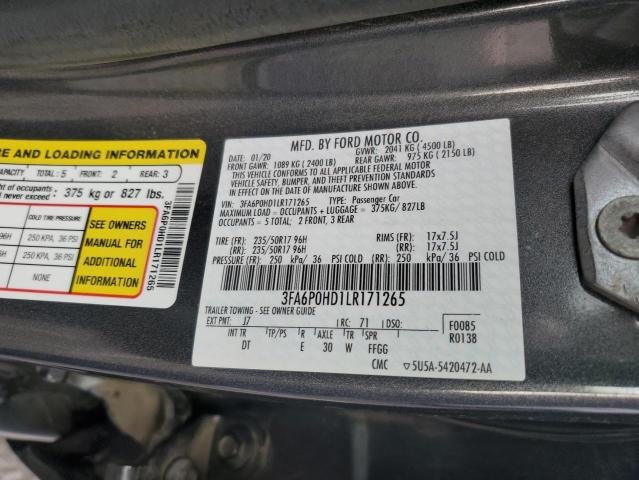 E AND LOADING INFORMATION
CAPACITY TOTAL: 5 FRONT: 2 REAR: 3
of occupants
never exceed 375 kg or 827 lbs.
COLD TIRE PRESSURE
250 KPA, 36 PSI
250 KPA, 36 PSI
NONE
SEE OWNERS
MANUAL FOR
ADDITIONAL
INFORMATION
3FA6P0HD1LR171265
MFD. BY FORD MOTOR CO.
DATE: 01/20 GVWR: 2041 KG ( 4500 LB)
FRONT GAWR: 1089 KG ( 2400 LB) REAR GAWR: 975 KG ( 2150 LB)
THIS VEHICLE CONFORMS TO ALL APPLICABLE FEDERAL MOTOR
VEHICLE SAFETY, BUMPER, AND THEFT PREVENTION STANDARDS IN
EFFECT ON THE DATE OF MANUFACTURE SHOWN ABOVE.
VIN: 3FA6P0HD1LR171265 TYPE: Passenger Car
MAXIMUM LOAD = OCCUPANTS + LUGGAGE = 375KG/ 827LB
OCCUPANTS = 5 TOTAL; 2 FRONT, 3 REAR
TIRE (FR): 235/50R17 96H RIMS (FR): 17x7.5J
(RR): 235/50R17 96H (RR): 17x7.5J
PRESSURE (FR): 250 kPa/ 36 PSI COLD (RR): 250 kPa/ 36 PSI COLD
3FA6P0HD1LR171265
TRAILER TOWING - SEE OWNER GUIDE
EXT PNT: J7 RC: 71 DSO: F0085
INT TR TP/PS R AXLE TR SPR R0138
DT E 30 W FFGG
CMC ▽5U5A-5420472-AA